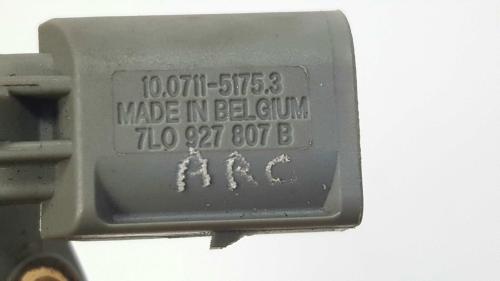 10.0711-5175.3
MADE IN BELGIUM
7L0 927 807 B
ARC